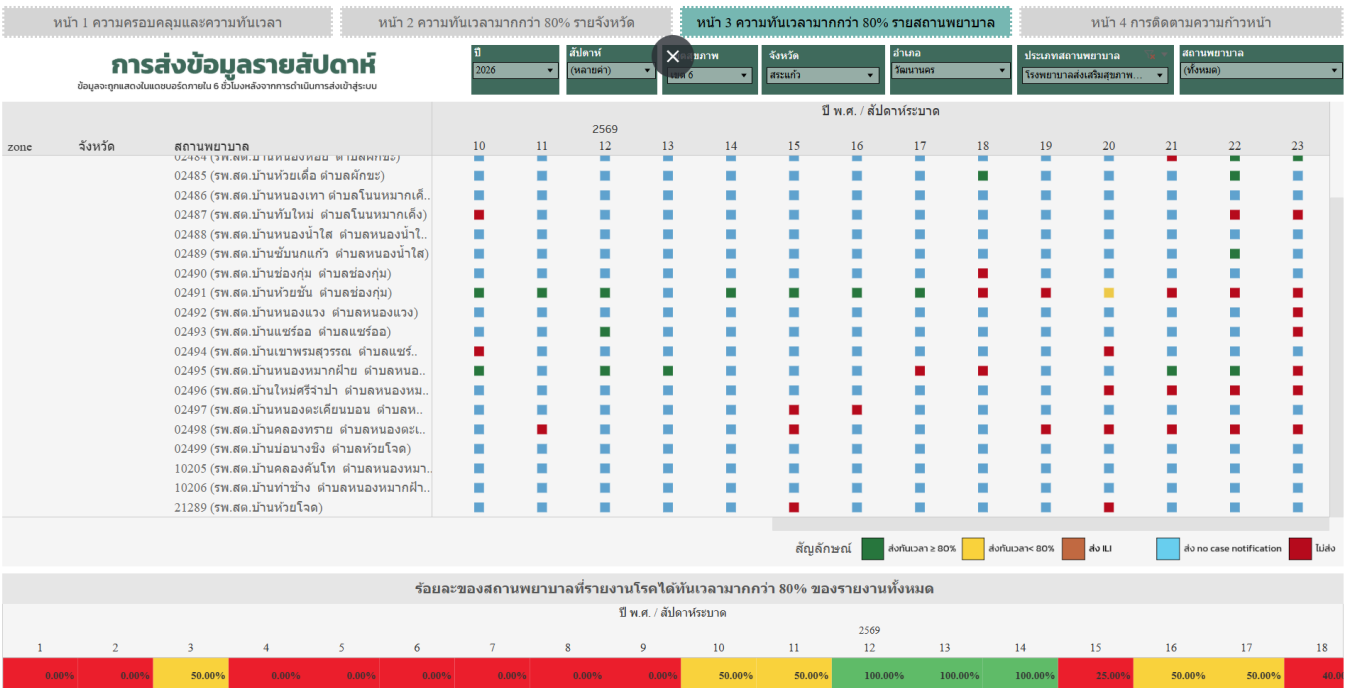 หน้า 1 ความครอบคลุมและความทันเวลา
หน้า 2 ความทันเวลามากกว่า 80% รายจังหวัด
หน้า 3 ความทันเวลามากกว่า 80% รายสถานพยาบาล
หน้า 4 การติดตามความก้าวหน้า
การส่งข้อมูลรายสัปดาห์
ข้อมูลจะถูกแสดงในแดชบอร์ดภายใน 6 ชั่วโมงหลังจากการดำเนินการส่งเข้าสู่ระบบ
ปี
2026
สัปดาห์
(หลายค่า)
สุขภาพ
เขต 6
จังหวัด
สระแก้ว
อำเภอ
วัฒนานคร
ประเภทสถานพยาบาล
โรงพยาบาลส่งเสริมสุขภาพ...
สถานพยาบาล
(ทั้งหมด)
ปี พ.ศ. / สัปดาห์ระบาด
2569
zone จังหวัด สถานพยาบาล 10 11 12 13 14 15 16 17 18 19 20 21 22 23
02484 (รพ.สต.บ้านหนองหอย ตำบลผักขะ)
02485 (รพ.สต.บ้านห้วยเดื่อ ตำบลผักขะ)
02486 (รพ.สต.บ้านหนองเทา ตำบลโนนหมากเค็..
02487 (รพ.สต.บ้านทับใหม่ ตำบลโนนหมากเค็ง)
02488 (รพ.สต.บ้านหนองน้ำใส ตำบลหนองน้ำใ..
02489 (รพ.สต.บ้านซับนกแก้ว ตำบลหนองน้ำใส)
02490 (รพ.สต.บ้านช่องกุ่ม ตำบลช่องกุ่ม)
02491 (รพ.สต.บ้านห้วยชัน ตำบลช่องกุ่ม)
02492 (รพ.สต.บ้านหนองแวง ตำบลหนองแวง)
02493 (รพ.สต.บ้านแซร์ออ ตำบลแซร์ออ)
02494 (รพ.สต.บ้านเขาพรมสุวรรณ ตำบลแซร์..
02495 (รพ.สต.บ้านหนองหมากฝ้าย ตำบลหนอ..
02496 (รพ.สต.บ้านใหม่ศรีจำปา ตำบลหนองหม..
02497 (รพ.สต.บ้านหนองตะเคียนบอน ตำบลห..
02498 (รพ.สต.บ้านคลองทราย ตำบลหนองตะเ..
02499 (รพ.สต.บ้านบ่อนางชิง ตำบลห้วยโจด)
10205 (รพ.สต.บ้านคลองคันโท ตำบลหนองหมา..
10206 (รพ.สต.บ้านท่าช้าง ตำบลหนองหมากฝ้า..
21289 (รพ.สต.บ้านห้วยโจด)
สัญลักษณ์ ส่งทันเวลา ≥ 80% ส่งทันเวลา< 80% ส่ง ILI ส่ง no case notification ไม่ส่ง
ร้อยละของสถานพยาบาลที่รายงานโรคได้ทันเวลามากกว่า 80% ของรายงานทั้งหมด
ปี พ.ศ. / สัปดาห์ระบาด
2569
1 2 3 4 5 6 7 8 9 10 11 12 13 14 15 16 17 18
0.00% 0.00% 50.00% 0.00% 0.00% 0.00% 0.00% 0.00% 0.00% 50.00% 50.00% 100.00% 100.00% 100.00% 25.00% 50.00% 50.00% 40.0